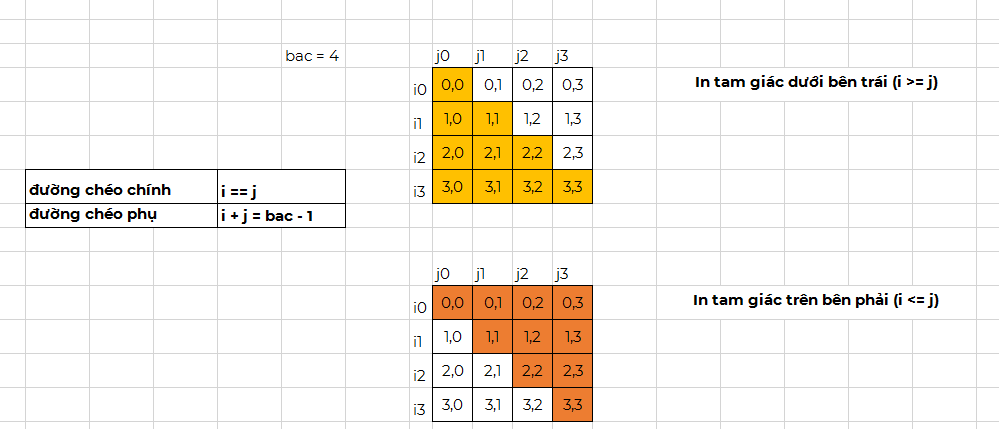 bac = 4
j0 j1 j2 j3
i0 0,0 0,1 0,2 0,3
In tam giác dưới bên trái (i >= j)
i1 1,0 1,1 1,2 1,3
i2 2,0 2,1 2,2 2,3
i3 3,0 3,1 3,2 3,3
đường chéo chính i == j
đường chéo phụ i + j = bac - 1
j0 j1 j2 j3
i0 0,0 0,1 0,2 0,3
In tam giác trên bên phải (i <= j)
i1 1,0 1,1 1,2 1,3
i2 2,0 2,1 2,2 2,3
i3 3,0 3,1 3,2 3,3